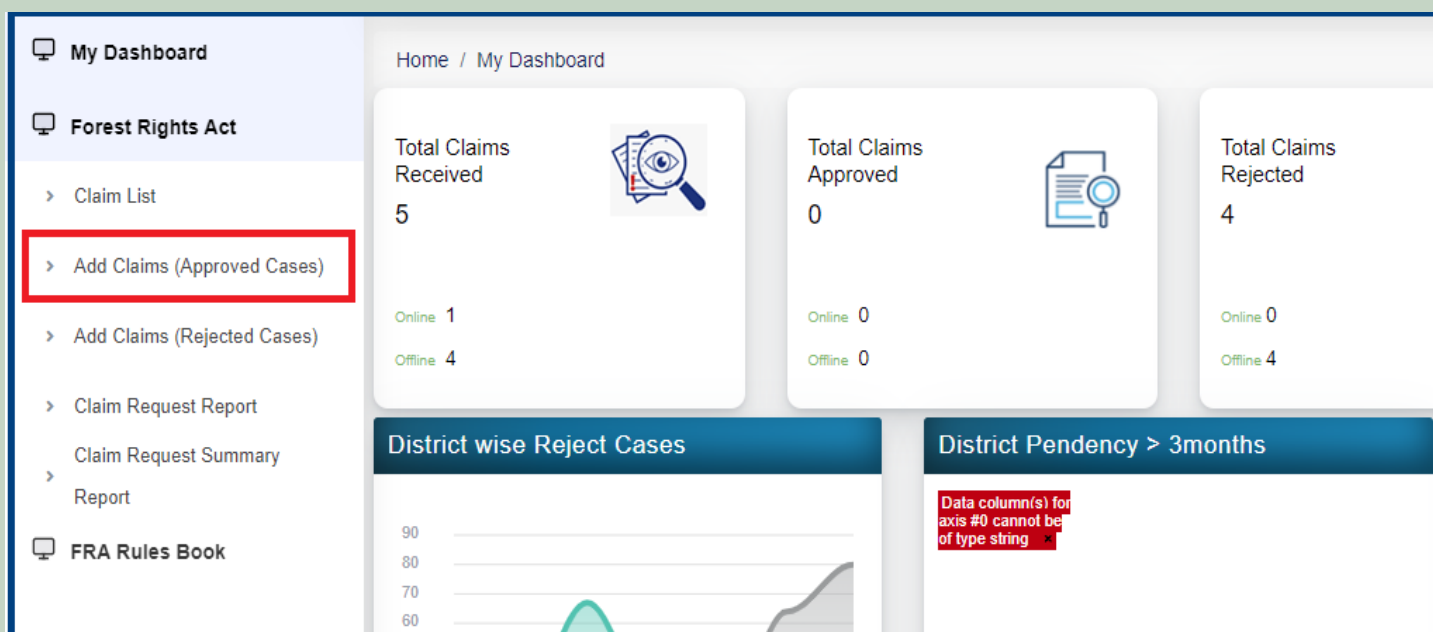 My Dashboard
Forest Rights Act
Claim List
Add Claims (Approved Cases)
Add Claims (Rejected Cases)
Claim Request Report
Claim Request Summary
Report
FRA Rules Book
Home / My Dashboard
Total Claims
Received
5
Online 1
Offline 4
Total Claims
Approved
0
Online 0
Offline 0
Total Claims
Rejected
4
Online 0
Offline 4
District wise Reject Cases
90
80
70
60
District Pendency > 3months
Data column(s) for
axis #0 cannot be
of type string ×